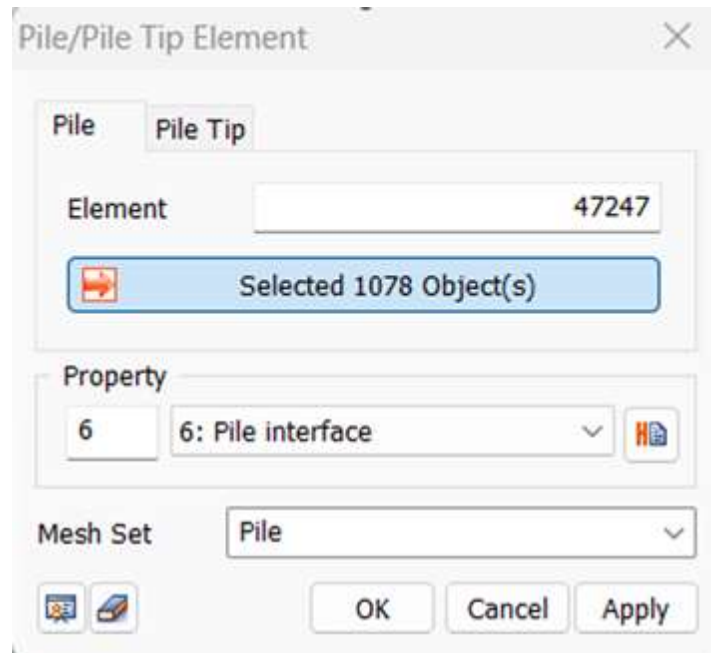 Pile/Pile Tip Element
Pile Pile Tip
Element 47247
Selected 1078 Object(s)
Property
6 6: Pile interface
Mesh Set Pile
OK Cancel Apply